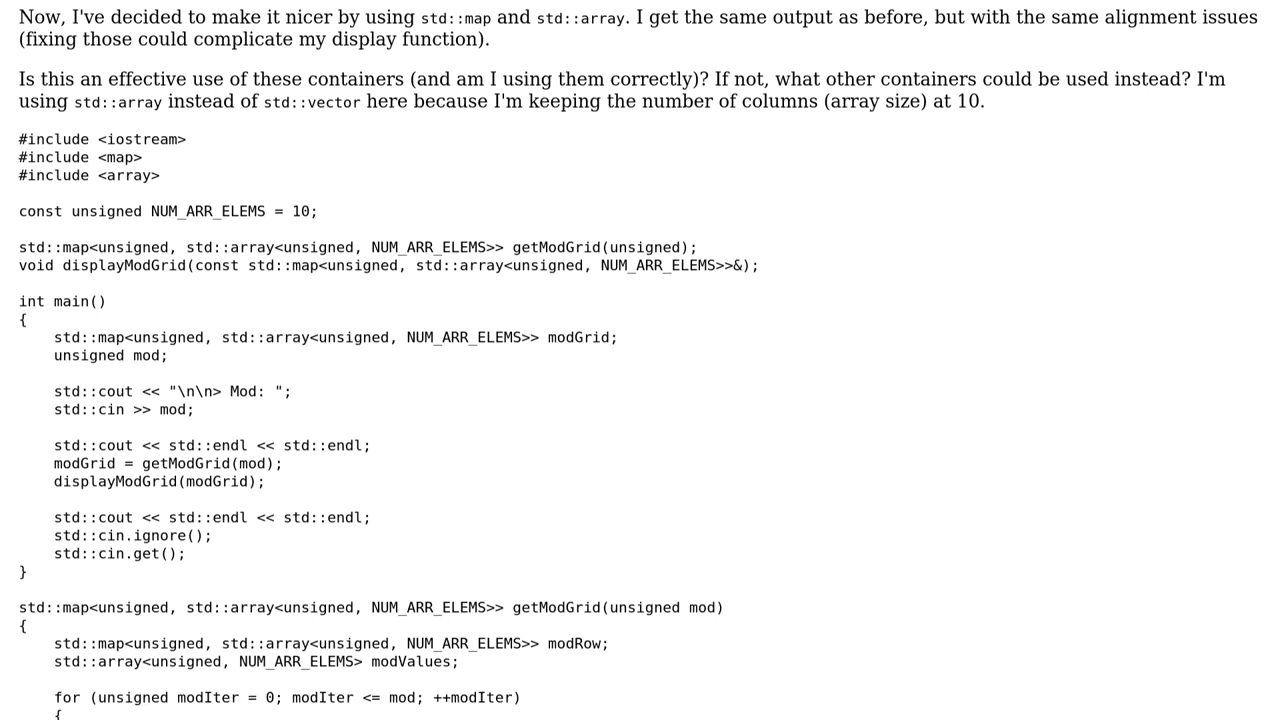 Now, I've decided to make it nicer by using std::map and std::array. I get the same output as before, but with the same alignment issues
(fixing those could complicate my display function).
Is this an effective use of these containers (and am I using them correctly)? If not, what other containers could be used instead? I'm
using std::array instead of std::vector here because I'm keeping the number of columns (array size) at 10.
#include <iostream>
#include <map>
#include <array>
const unsigned NUM_ARR_ELEMS = 10;
std::map<unsigned, std::array<unsigned, NUM_ARR_ELEMS>> getModGrid(unsigned);
void displayModGrid(const std::map<unsigned, std::array<unsigned, NUM_ARR_ELEMS>>&);
int main()
{
    std::map<unsigned, std::array<unsigned, NUM_ARR_ELEMS>> modGrid;
    unsigned mod;
    std::cout << "\n\n> Mod: ";
    std::cin >> mod;
    std::cout << std::endl << std::endl;
    modGrid = getModGrid(mod);
    displayModGrid(modGrid);
    std::cout << std::endl << std::endl;
    std::cin.ignore();
    std::cin.get();
}
std::map<unsigned, std::array<unsigned, NUM_ARR_ELEMS>> getModGrid(unsigned mod)
{
    std::map<unsigned, std::array<unsigned, NUM_ARR_ELEMS>> modRow;
    std::array<unsigned, NUM_ARR_ELEMS> modValues;
    for (unsigned modIter = 0; modIter <= mod; ++modIter)
    {